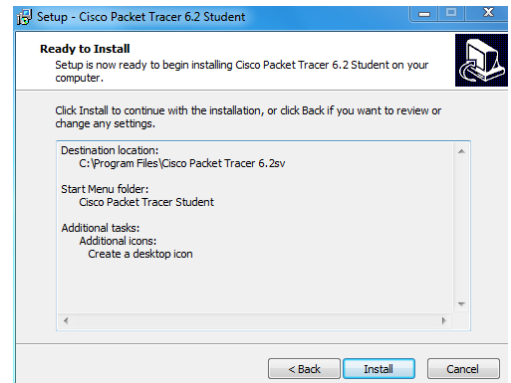 Setup - Cisco Packet Tracer 6.2 Student
Ready to Install
Setup is now ready to begin installing Cisco Packet Tracer 6.2 Student on your
computer.
Click Install to continue with the installation, or click Back if you want to review or
change any settings.
Destination location:
C:\Program Files\Cisco Packet Tracer 6.2sv
Start Menu folder:
Cisco Packet Tracer Student
Additional tasks:
Additional icons:
Create a desktop icon
< Back Install Cancel